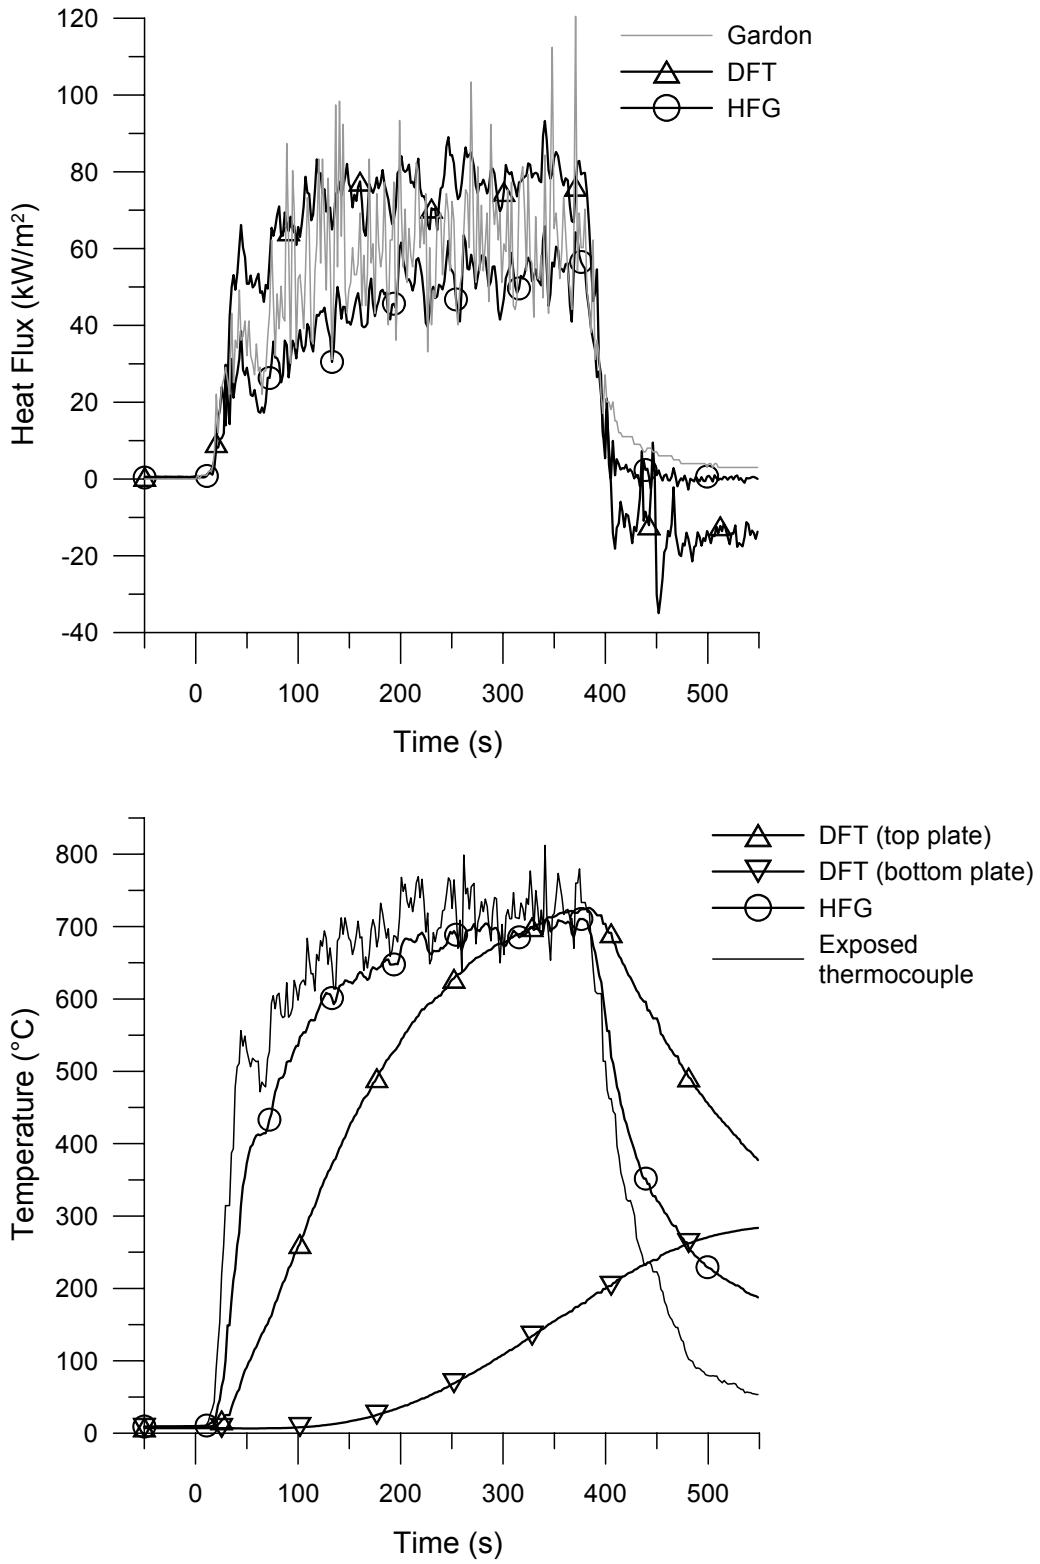 120
100
80
60
40
20
0
-20
-40
Heat Flux (kW/m²)
Gardon
DFT
HFG
0 100 200 300 400 500
Time (s)
800
700
600
500
400
300
200
100
0
Temperature (°C)
DFT (top plate)
DFT (bottom plate)
HFG
Exposed
thermocouple
0 100 200 300 400 500
Time (s)